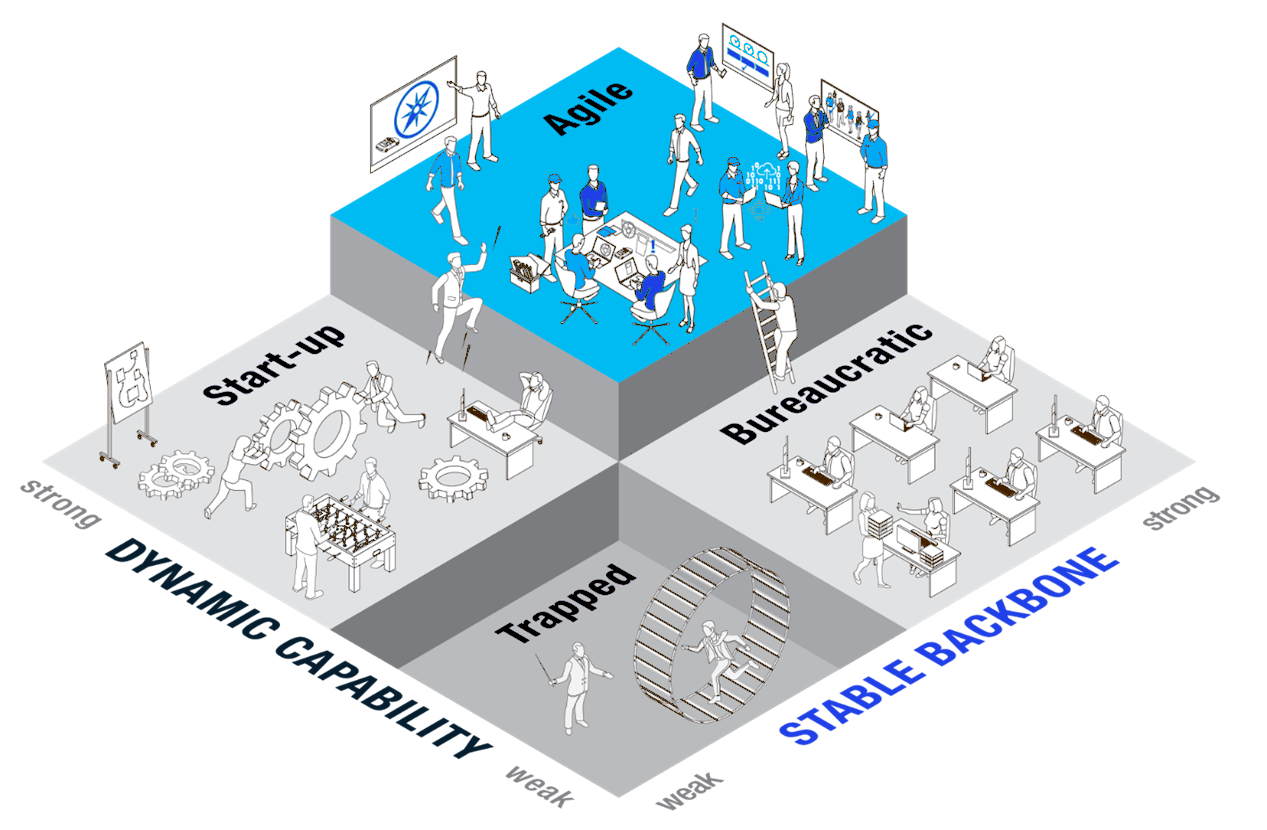 Agile
Start-up
Bureaucratic
Trapped
strong
DYNAMIC CAPABILITY
weak
weak
STABLE BACKBONE
strong